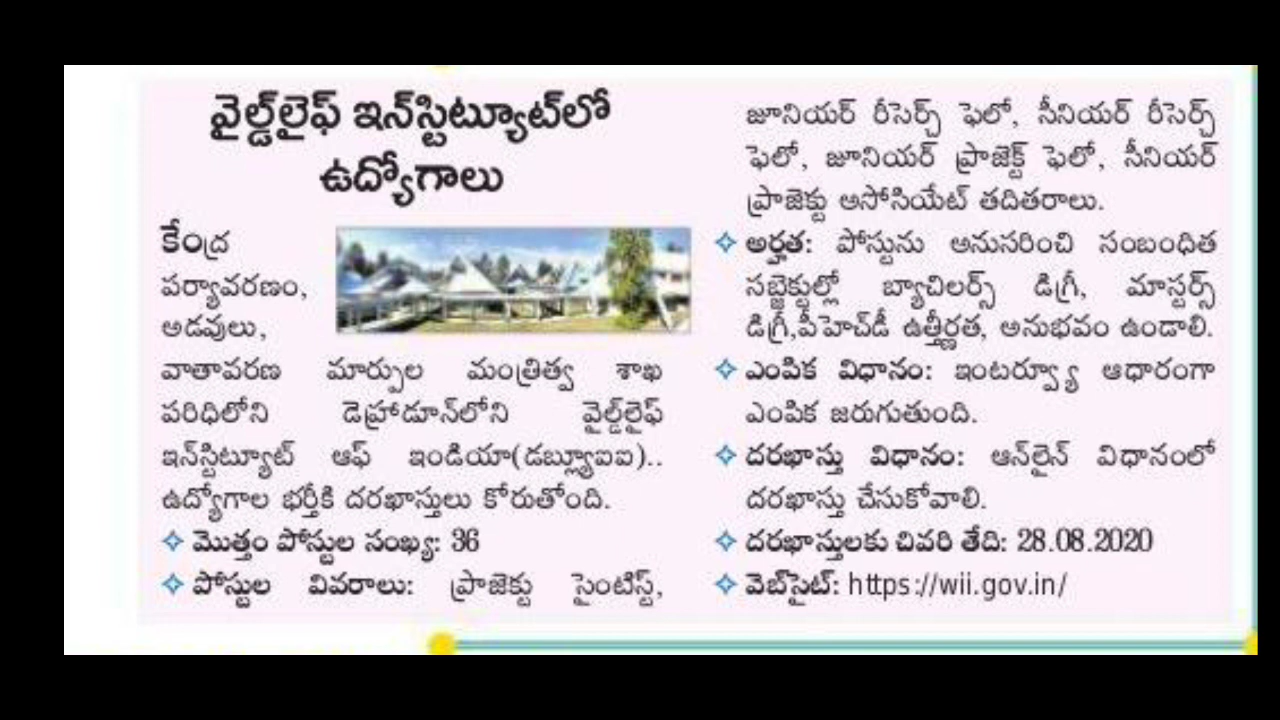 వైల్డ్‌లైఫ్ ఇన్‌స్టిట్యూట్‌లో
ఉద్యోగాలు
కేంద్ర
పర్యావరణం,
అడవులు,
వాతావరణ మార్పుల మంత్రిత్వ శాఖ
పరిధిలోని డెహ్రాడూన్‌లోని వైల్డ్‌లైఫ్
ఇన్‌స్టిట్యూట్ ఆఫ్ ఇండియా(డబ్ల్యూఐఐ)..
ఉద్యోగాల భర్తీకి దరఖాస్తులు కోరుతోంది.
✧ మొత్తం పోస్టుల సంఖ్య: 36
✧ పోస్టుల వివరాలు: ప్రాజెక్టు సైంటిస్ట్,
జూనియర్ రీసెర్చ్ ఫెలో, సీనియర్ రీసెర్చ్
ఫెలో, జూనియర్ ప్రాజెక్ట్ ఫెలో, సీనియర్
ప్రాజెక్టు అసోసియేట్ తదితరాలు.
✧ అర్హత: పోస్టును అనుసరించి సంబంధిత
సబ్జెక్టుల్లో బ్యాచిలర్స్ డిగ్రీ, మాస్టర్స్
డిగ్రీ,పీహెచ్‌డీ ఉత్తీర్ణత, అనుభవం ఉండాలి.
✧ ఎంపిక విధానం: ఇంటర్వ్యూ ఆధారంగా
ఎంపిక జరుగుతుంది.
✧ దరఖాస్తు విధానం: ఆన్‌లైన్ విధానంలో
దరఖాస్తు చేసుకోవాలి.
✧ దరఖాస్తులకు చివరి తేది: 28.08.2020
✧ వెబ్‌సైట్: https://wii.gov.in/